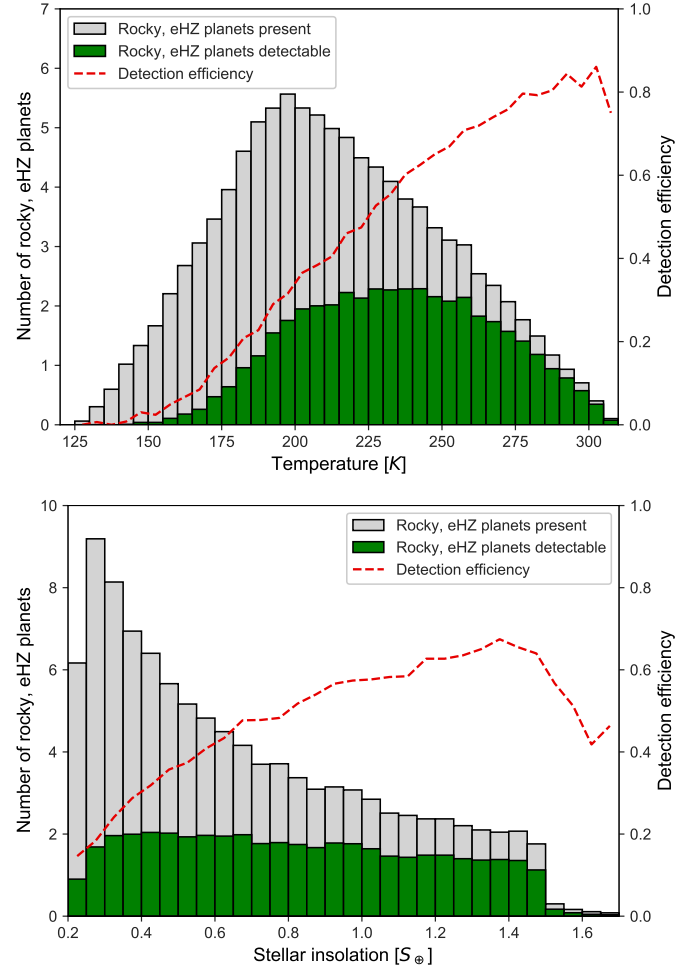 7
6
5
4
3
2
1
0
Number of rocky, eHZ planets
Rocky, eHZ planets present
Rocky, eHZ planets detectable
Detection efficiency
1.0
0.8
0.6
0.4
0.2
0.0
Detection efficiency
125 150 175 200 225 250 275 300
Temperature [K]
10
8
6
4
2
0
Number of rocky, eHZ planets
Rocky, eHZ planets present
Rocky, eHZ planets detectable
Detection efficiency
1.0
0.8
0.6
0.4
0.2
0.0
Detection efficiency
0.2 0.4 0.6 0.8 1.0 1.2 1.4 1.6
Stellar insolation [S⊕]